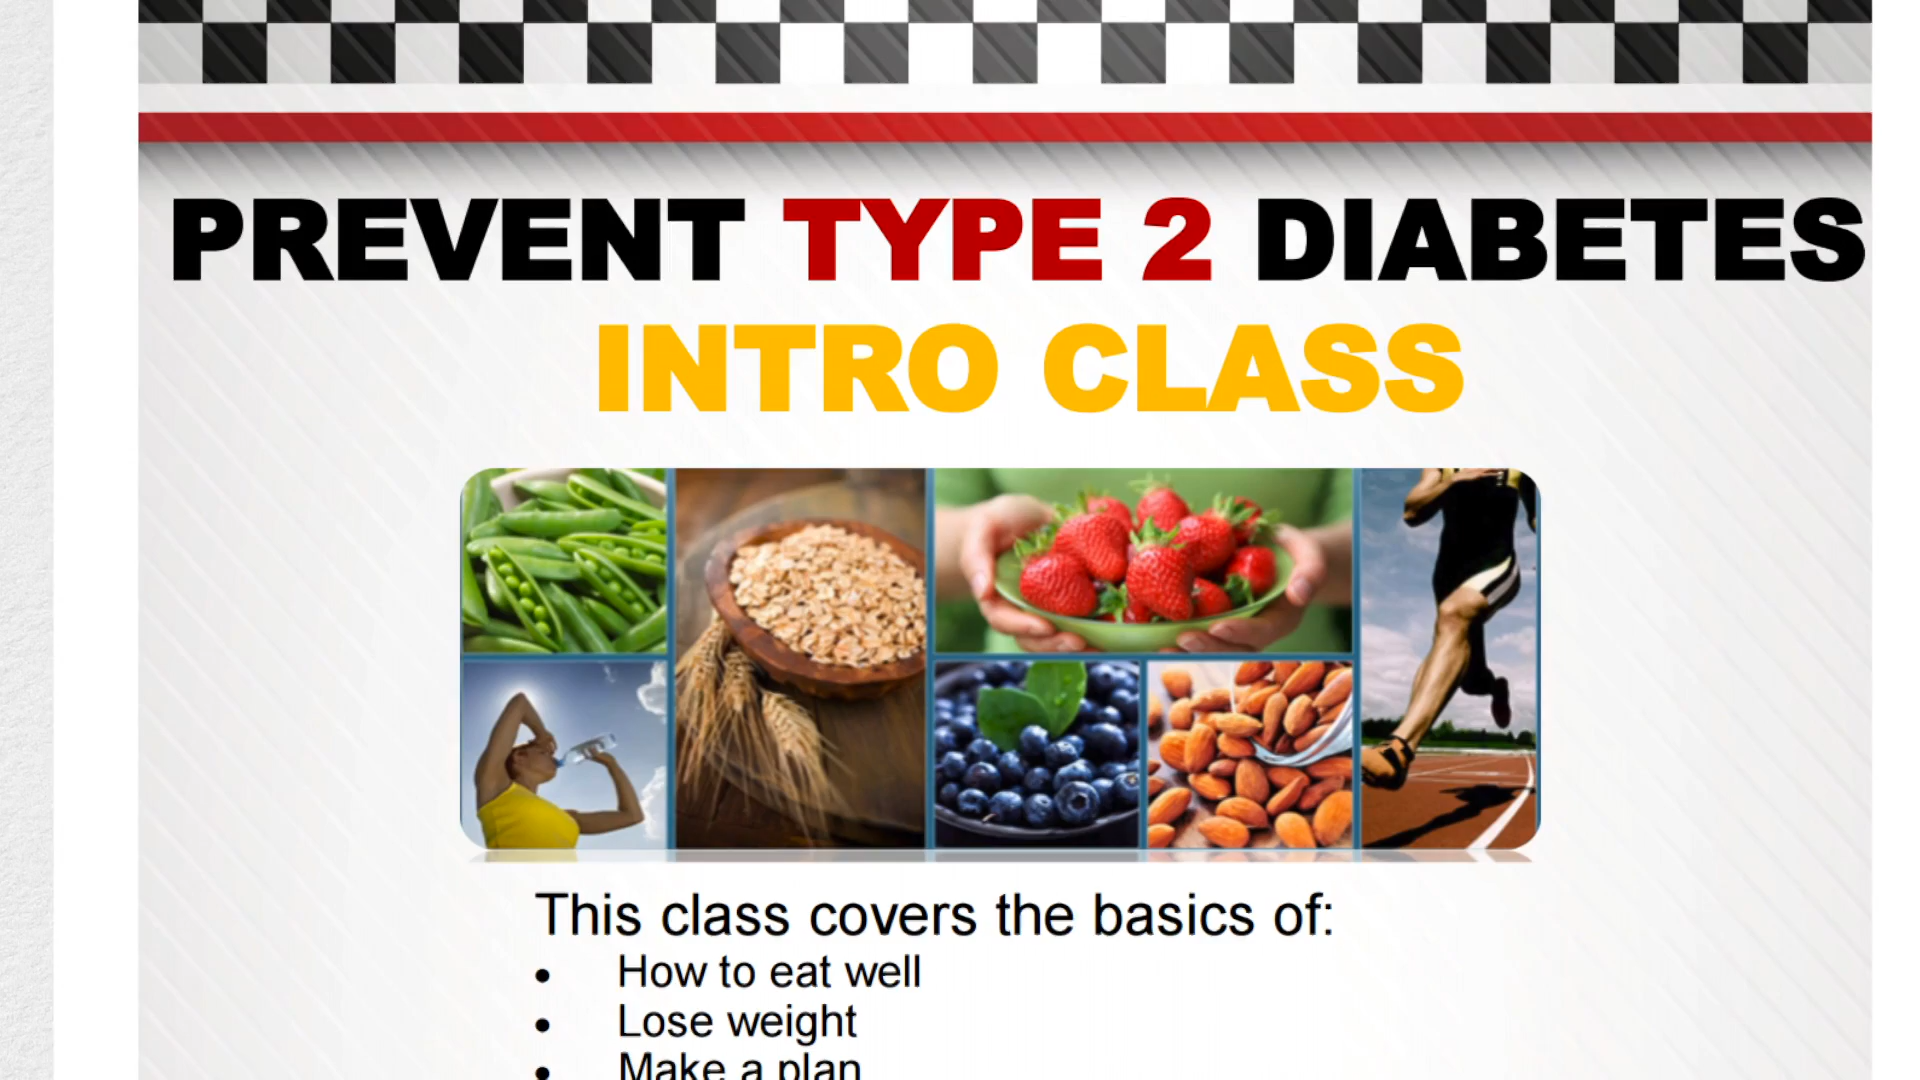 PREVENT TYPE 2 DIABETES
INTRO CLASS
This class covers the basics of:
• How to eat well
• Lose weight
• Make a plan